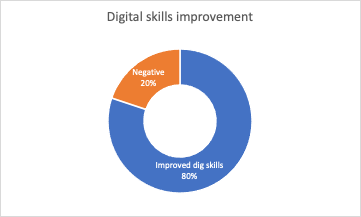 Digital skills improvement
Negative
20%
Improved dig skills
80%